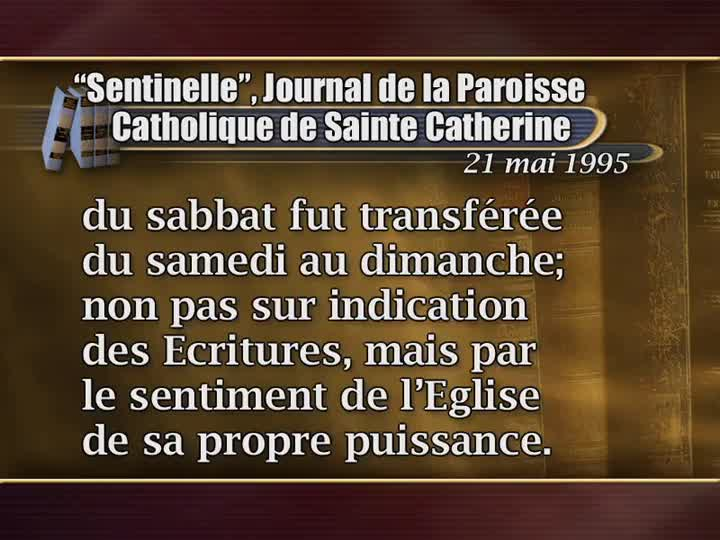 “Sentinelle”, Journal de la Paroisse
Catholique de Sainte Catherine
21 mai 1995
du sabbat fut transférée
du samedi au dimanche;
non pas sur indication
des Ecritures, mais par
le sentiment de l’Eglise
de sa propre puissance.